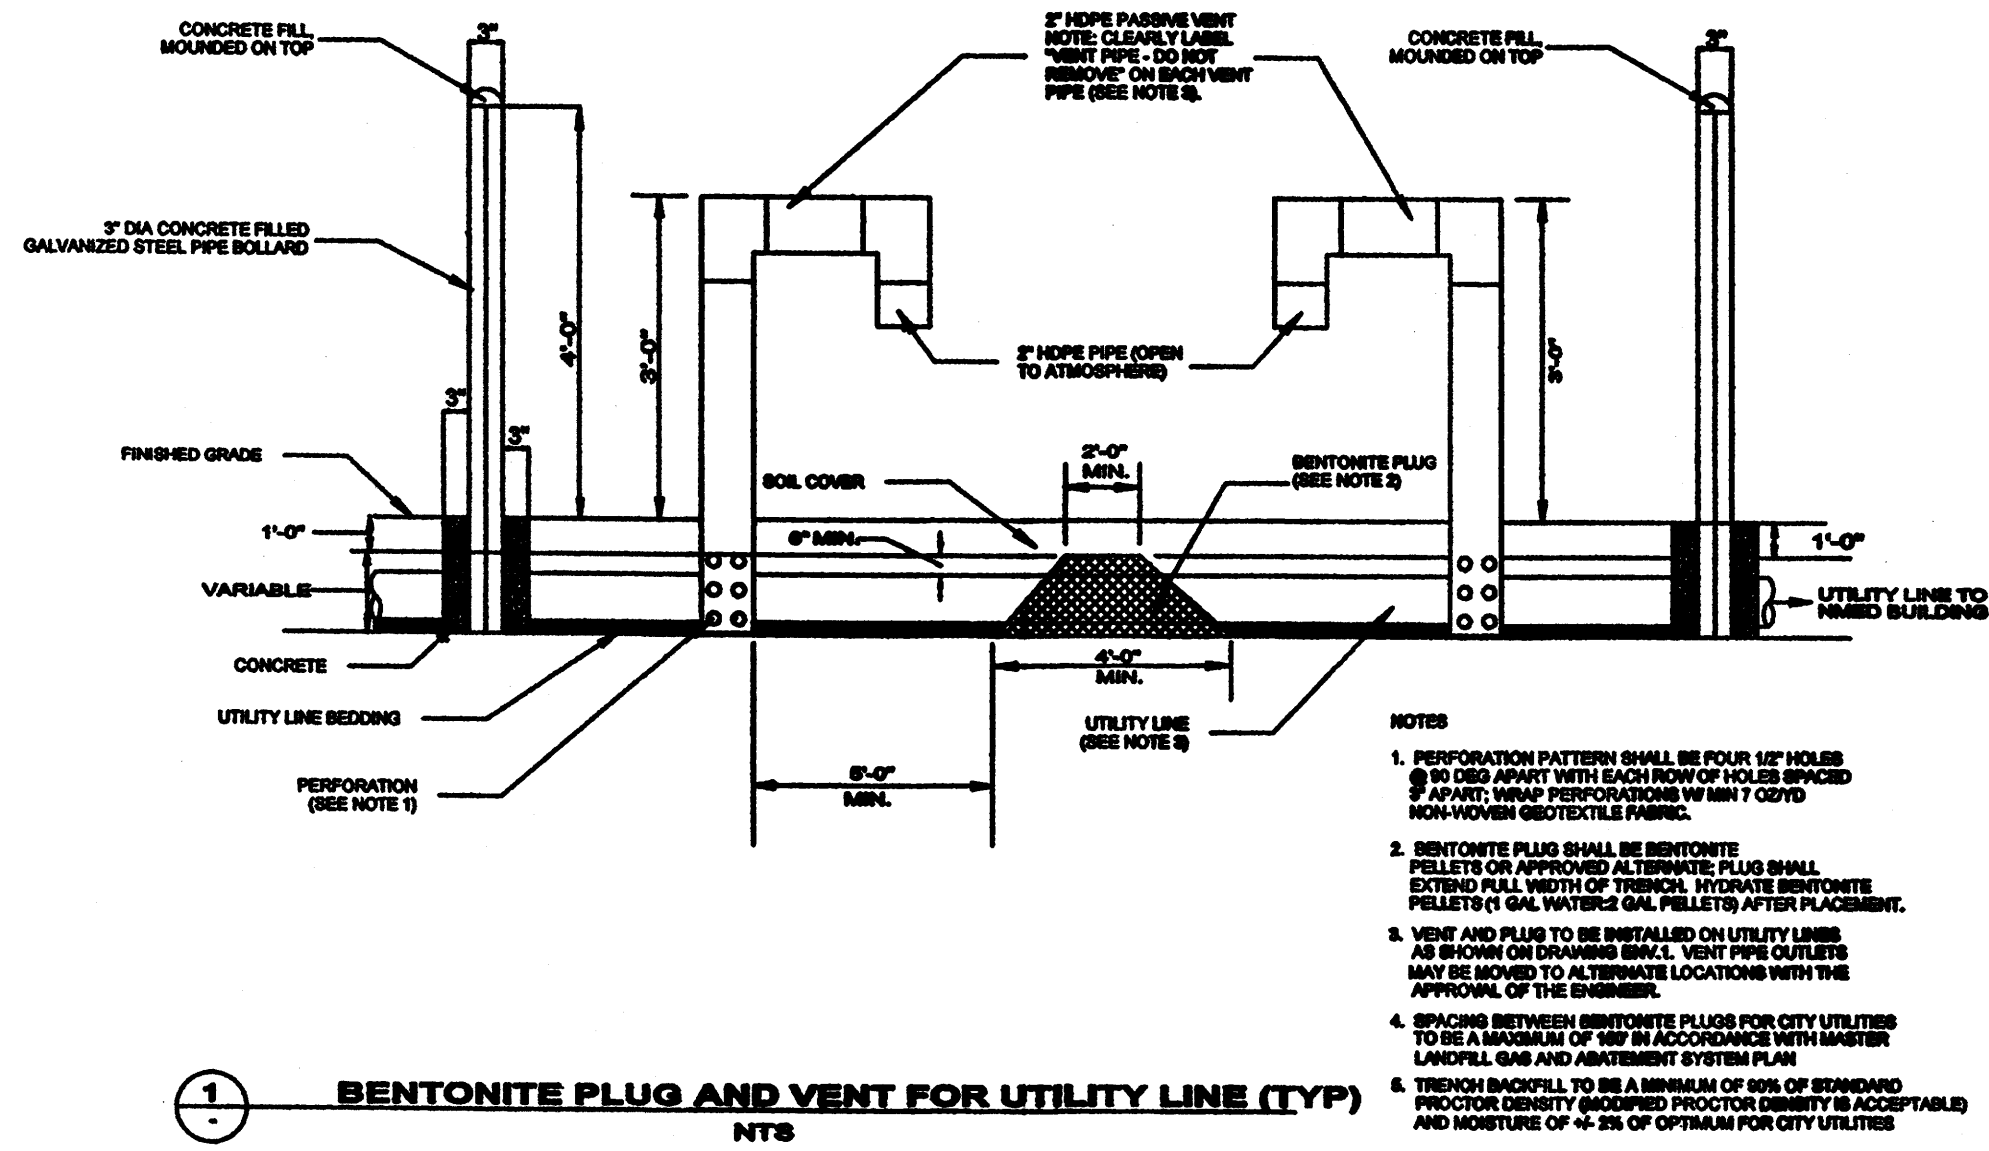 CONCRETE FILL,
MOUNDED ON TOP
3"
2" HDPE PASSIVE VENT
NOTE: CLEARLY LABEL
"VENT PIPE - DO NOT
REMOVE" ON EACH VENT
PIPE (SEE NOTE 3).
CONCRETE FILL,
MOUNDED ON TOP
3"
3" DIA CONCRETE FILLED
GALVANIZED STEEL PIPE BOLLARD
4'-0"
3'-0"
2" HDPE PIPE (OPEN
TO ATMOSPHERE)
3'-0"
3"
3"
FINISHED GRADE
SOIL COVER
2'-0"
MIN.
BENTONITE PLUG
(SEE NOTE 2)
1'-0"
6" MIN.
1'-0"
VARIABLE
UTILITY LINE TO
NMED BUILDING
CONCRETE
4'-0"
MIN.
UTILITY LINE BEDDING
UTILITY LINE
(SEE NOTE 3)
PERFORATION
(SEE NOTE 1)
5'-0"
MIN.
NOTES
1. PERFORATION PATTERN SHALL BE FOUR 1/2" HOLES
@ 90 DEG APART WITH EACH ROW OF HOLES SPACED
3" APART; WRAP PERFORATIONS W/ MIN 7 OZ/YD
NON-WOVEN GEOTEXTILE FABRIC.
2. BENTONITE PLUG SHALL BE BENTONITE
PELLETS OR APPROVED ALTERNATE; PLUG SHALL
EXTEND FULL WIDTH OF TRENCH. HYDRATE BENTONITE
PELLETS (1 GAL WATER:2 GAL PELLETS) AFTER PLACEMENT.
3. VENT AND PLUG TO BE INSTALLED ON UTILITY LINES
AS SHOWN ON DRAWING ENV.1. VENT PIPE OUTLETS
MAY BE MOVED TO ALTERNATE LOCATIONS WITH THE
APPROVAL OF THE ENGINEER.
4. SPACING BETWEEN BENTONITE PLUGS FOR CITY UTILITIES
TO BE A MAXIMUM OF IN ACCORDANCE WITH MASTER
LANDFILL GAS AND ABATEMENT SYSTEM PLAN
5. TRENCH BACKFILL TO BE A MINIMUM OF 90% OF STANDARD
PROCTOR DENSITY (MODIFIED PROCTOR DENSITY IS ACCEPTABLE)
AND MOISTURE OF +/- 2% OF OPTIMUM FOR CITY UTILITIES
1
-
BENTONITE PLUG AND VENT FOR UTILITY LINE (TYP)
NTS